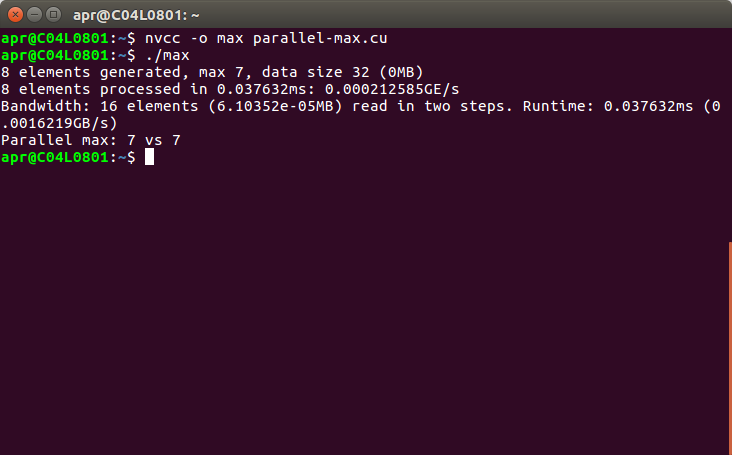 apr@C04L0801: ~
apr@C04L0801:~$ nvcc -o max parallel-max.cu
apr@C04L0801:~$ ./max
8 elements generated, max 7, data size 32 (0MB)
8 elements processed in 0.037632ms: 0.000212585GE/s
Bandwidth: 16 elements (6.10352e-05MB) read in two steps. Runtime: 0.037632ms (0
.0016219GB/s)
Parallel max: 7 vs 7
apr@C04L0801:~$